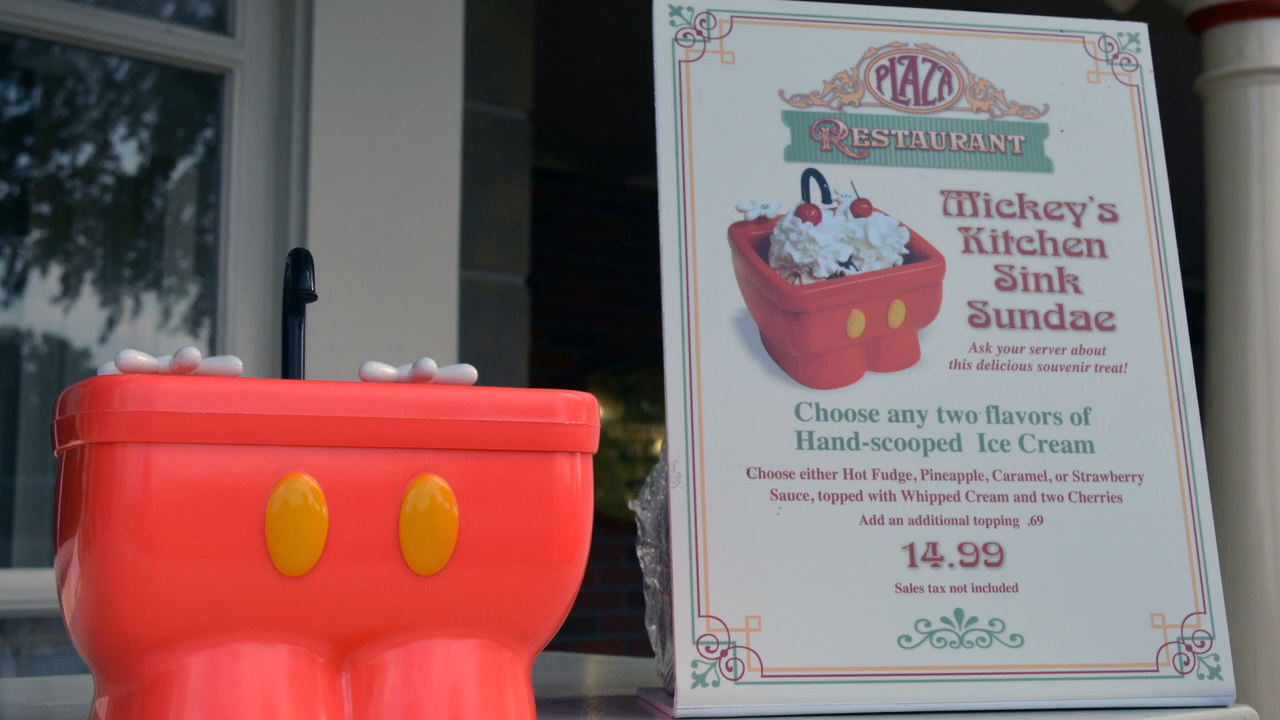 PLAZA
RESTAURANT
Mickey's
Kitchen
Sink
Sundae
Ask your server about
this delicious souvenir treat!
Choose any two flavors of
Hand-scooped Ice Cream
Choose either Hot Fudge, Pineapple, Caramel, or Strawberry
Sauce, topped with Whipped Cream and two Cherries
Add an additional topping .69
14.99
Sales tax not included